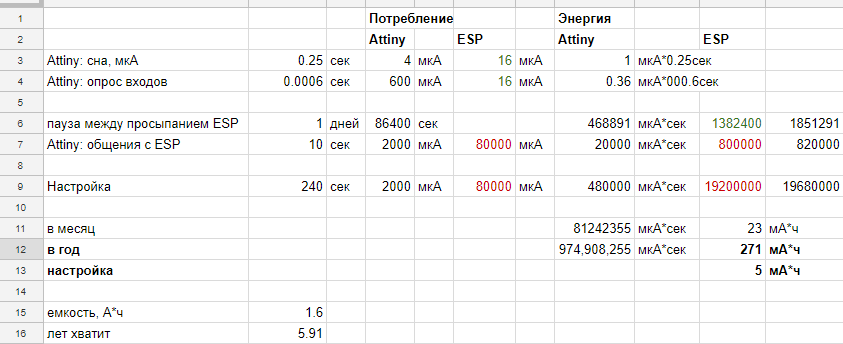 1 Потребление Энергия
2 Attiny ESP Attiny ESP
3 Attiny: сна, мкА 0.25 сек 4 мкА 16 мкА 1 мкА*0.25сек
4 Attiny: опрос входов 0.0006 сек 600 мкА 16 мкА 0.36 мкА*000.6сек
5
6 пауза между просыпанием ESP 1 дней 86400 сек 468891 мкА*сек 1382400 1851291
7 Attiny: общения с ESP 10 сек 2000 мкА 80000 мкА 20000 мкА*сек 800000 820000
8
9 Настройка 240 сек 2000 мкА 80000 мкА 480000 мкА*сек 19200000 19680000
10
11 в месяц 81242355 мкА*сек 23 мА*ч
12 в год 974,908,255 мкА*сек 271 мА*ч
13 настройка 5 мА*ч
14
15 емкость, А*ч 1.6
16 лет хватит 5.91